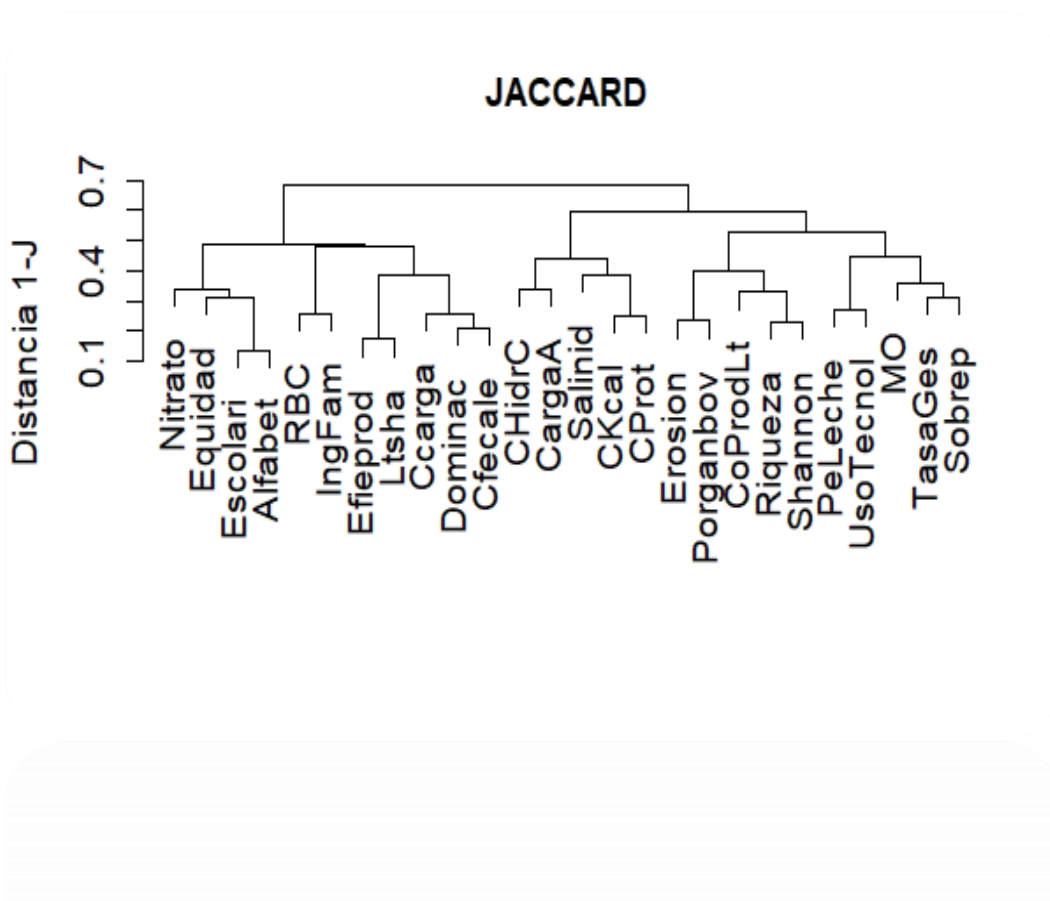 JACCARD
Distancia 1-J
0.7
0.4
0.1
Nitrato
Equidad
Escolari
Alfabet
RBC
IngFam
Efieprod
Ltsha
Ccarga
Dominac
Cfecale
CHidrC
CargaA
Salinid
CKcal
CProt
Erosion
Porganbov
CoProdLt
Riqueza
Shannon
PeLeche
UsoTecnol
MO
TasaGes
Sobrep